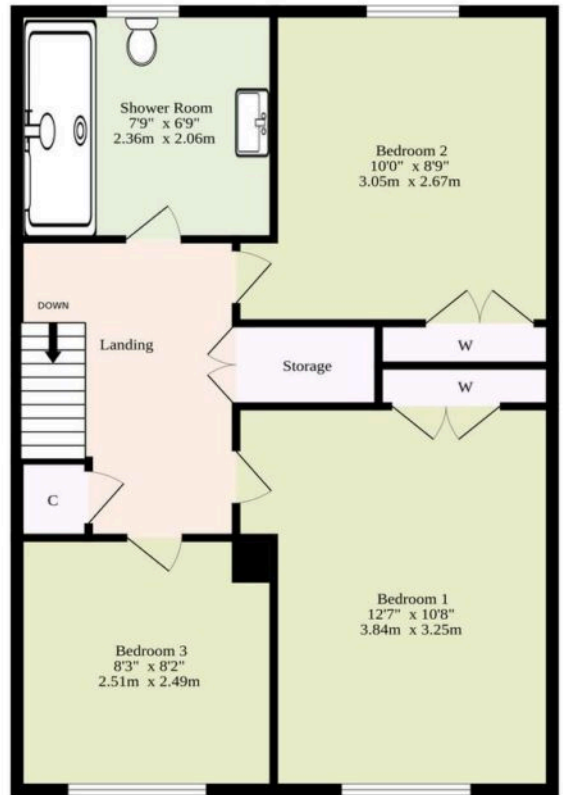 Shower Room
7'9" x 6'9"
2.36m x 2.06m
Bedroom 2
10'0" x 8'9"
3.05m x 2.67m
DOWN
Landing
Storage
W
W
C
Bedroom 1
12'7" x 10'8"
3.84m x 3.25m
Bedroom 3
8'3" x 8'2"
2.51m x 2.49m